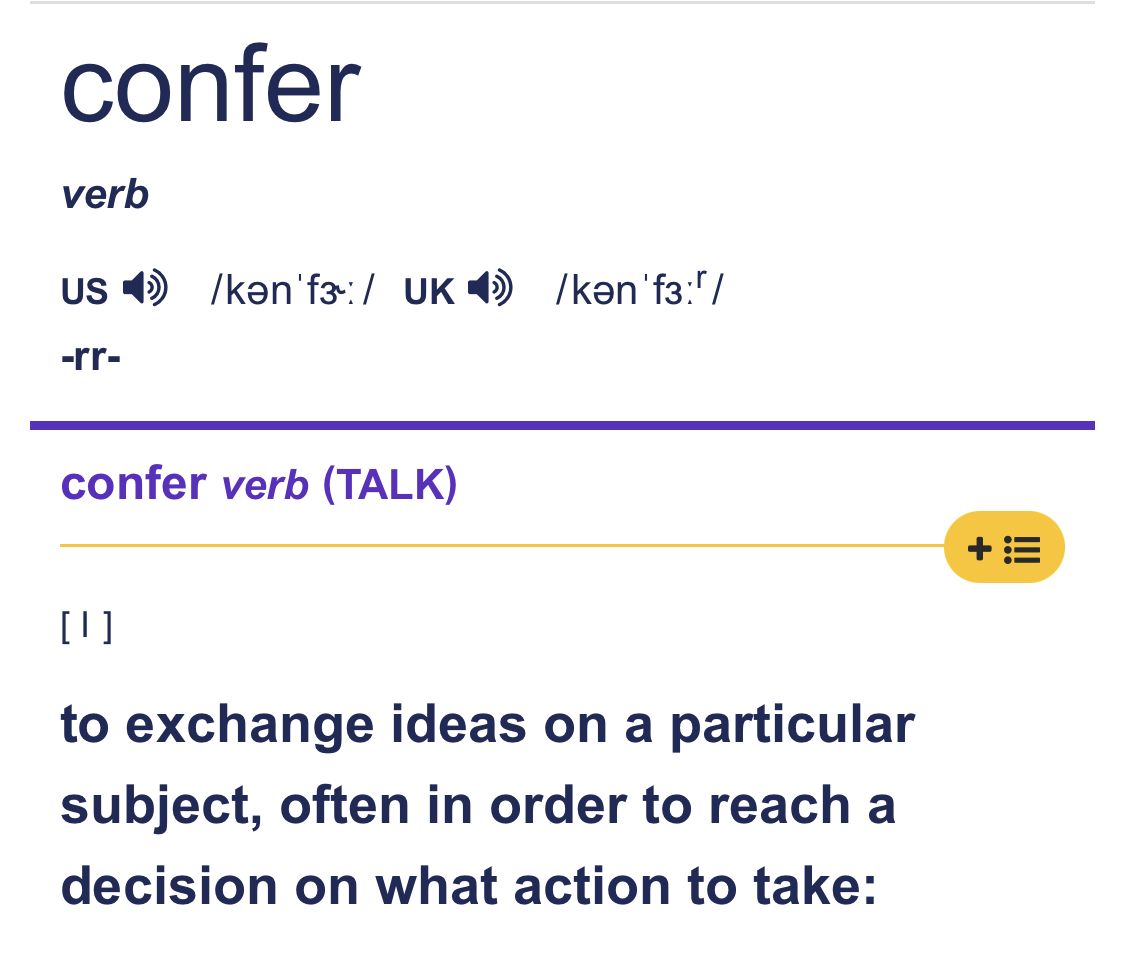 confer
verb
US /kənˈfɝː/ UK /kənˈfɜːʳ/
-rr-
confer verb (TALK)
[ I ]
to exchange ideas on a particular
subject, often in order to reach a
decision on what action to take: